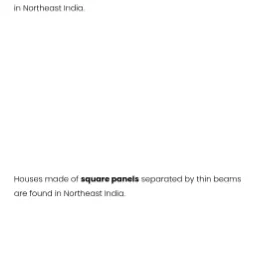 in Northeast India.
Houses made of square panels separated by thin beams
are found in Northeast India.